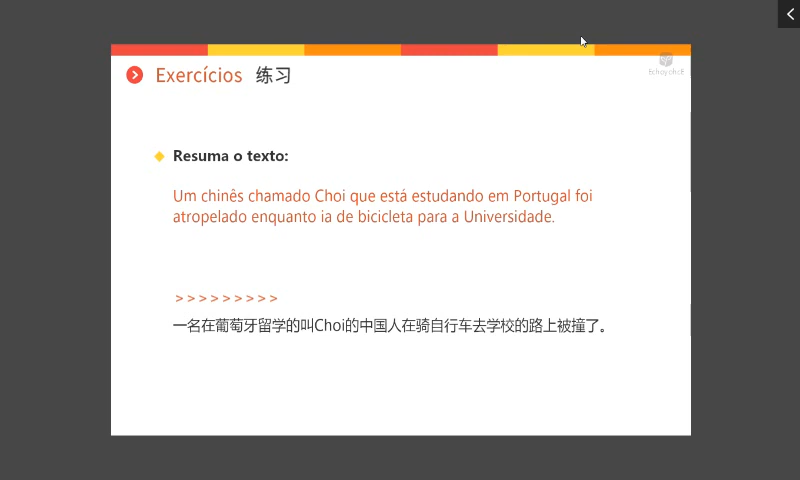 Exercícios 练习
Resuma o texto:
Um chinês chamado Choi que está estudando em Portugal foi
atropelado enquanto ia de bicicleta para a Universidade.
>>>>>>>>>
一名在葡萄牙留学的叫Choi的中国人在骑自行车去学校的路上被撞了。